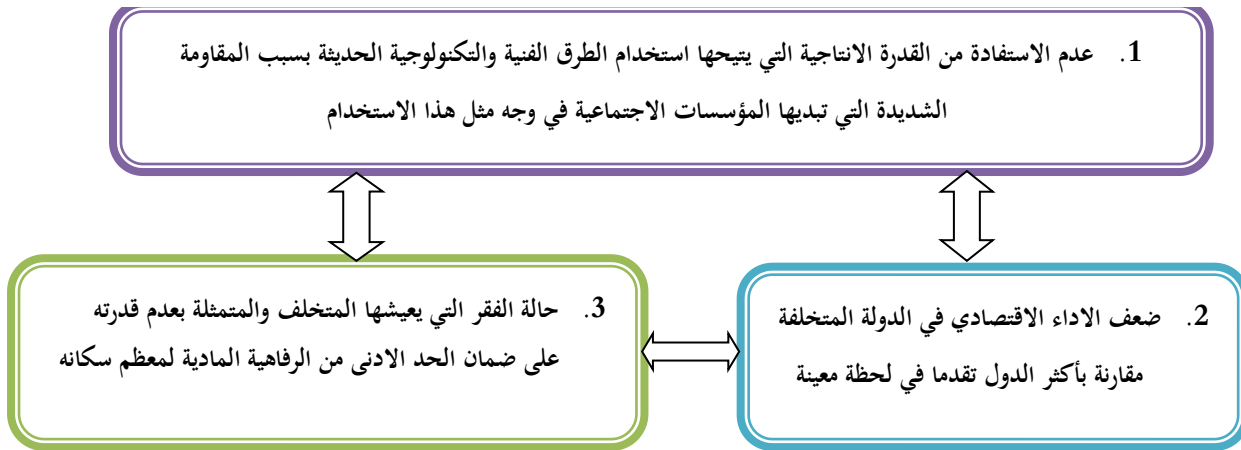 1. عدم الاستفادة من القدرة الانتاجية التي يتيحها استخدام الطرق الفنية والتكنولوجية الحديثة بسبب المقاومة
الشديدة التي تبديها المؤسسات الاجتماعية في وجه مثل هذا الاستخدام
2. ضعف الاداء الاقتصادي في الدولة المتخلفة
مقارنة بأكثر الدول تقدما في لحظة معينة
3. حالة الفقر التي يعيشها المتخلف والمتمثلة بعدم قدرته
على ضمان الحد الادنى من الرفاهية المادية لمعظم سكانه